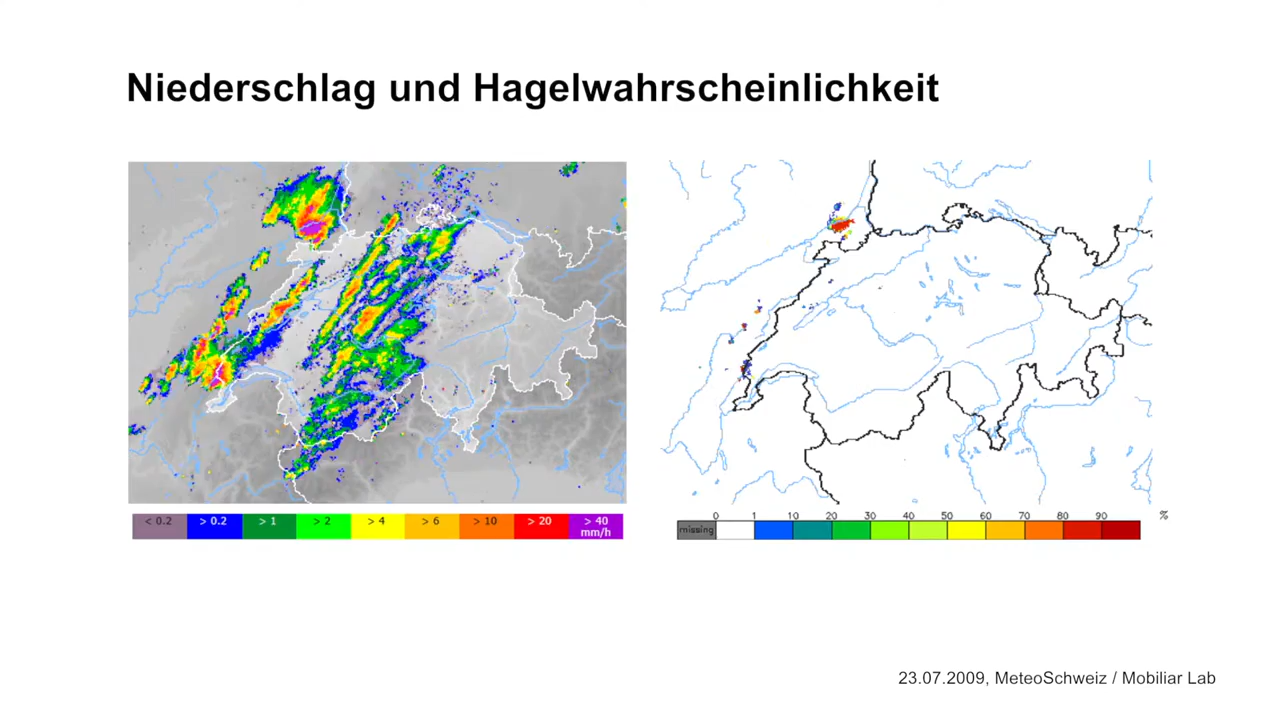 Niederschlag und Hagelwahrscheinlichkeit
< 0.2 > 0.2 > 1 > 2 > 4 > 6 > 10 > 20 > 40
mm/h
0 1 10 20 30 40 50 60 70 80 90 %
missing
23.07.2009, MeteoSchweiz / Mobiliar Lab